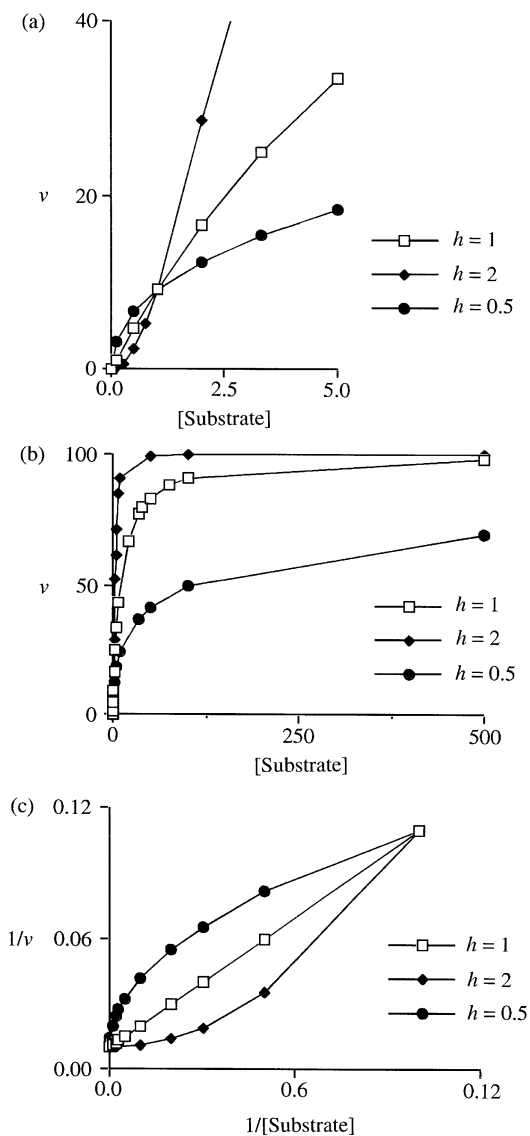 (a)
40
20
0
v
0.0 2.5 5.0
[Substrate]
h = 1
h = 2
h = 0.5
(b)
100
50
0
v
0 250 500
[Substrate]
h = 1
h = 2
h = 0.5
(c)
0.12
0.06
0.00
1/v
0.0 0.6 0.12
1/[Substrate]
h = 1
h = 2
h = 0.5